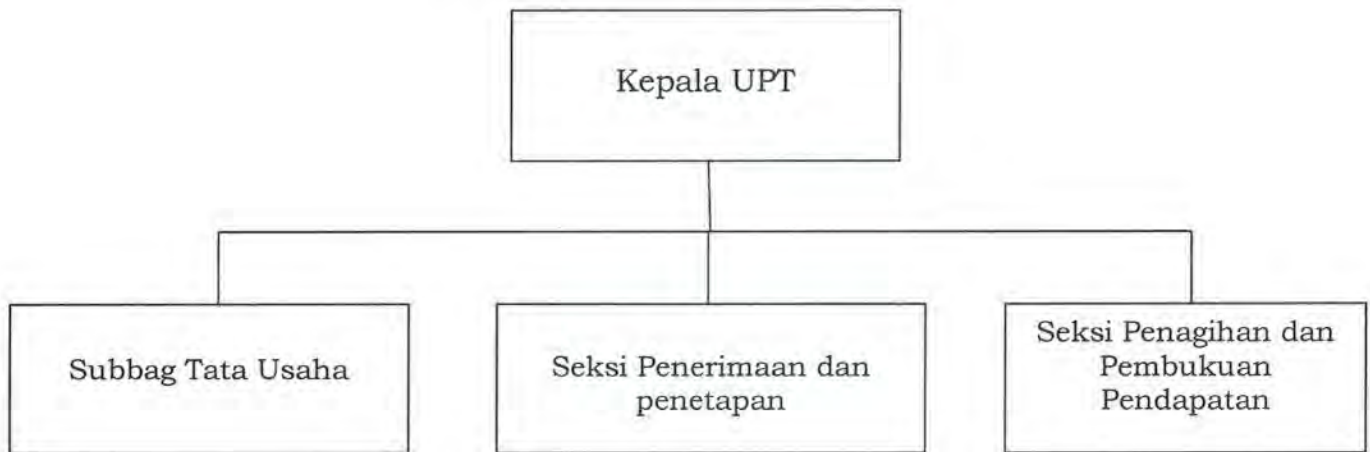 Kepala UPT
Subbag Tata Usaha
Seksi Penerimaan dan
penetapan
Seksi Penagihan dan
Pembukuan
Pendapatan